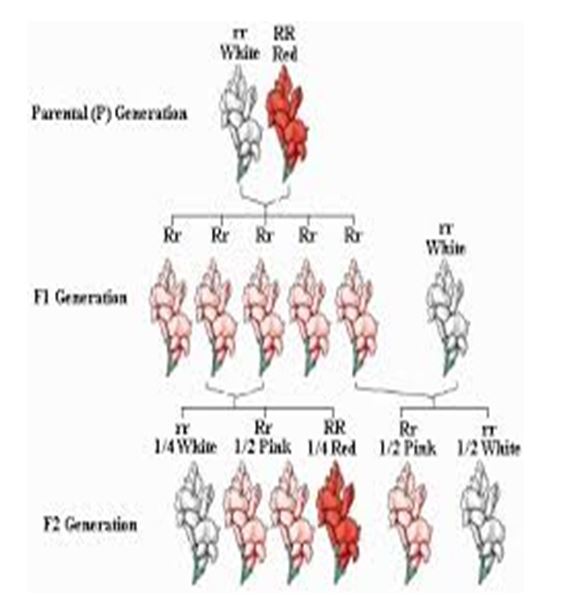 rr RR
White Red
Parental (P) Generation
Rr Rr Rr Rr Rr
rr
White
F1 Generation
rr Rr RR Rr rr
1/4 White 1/2 Pink 1/4 Red 1/2 Pink 1/2 White
F2 Generation